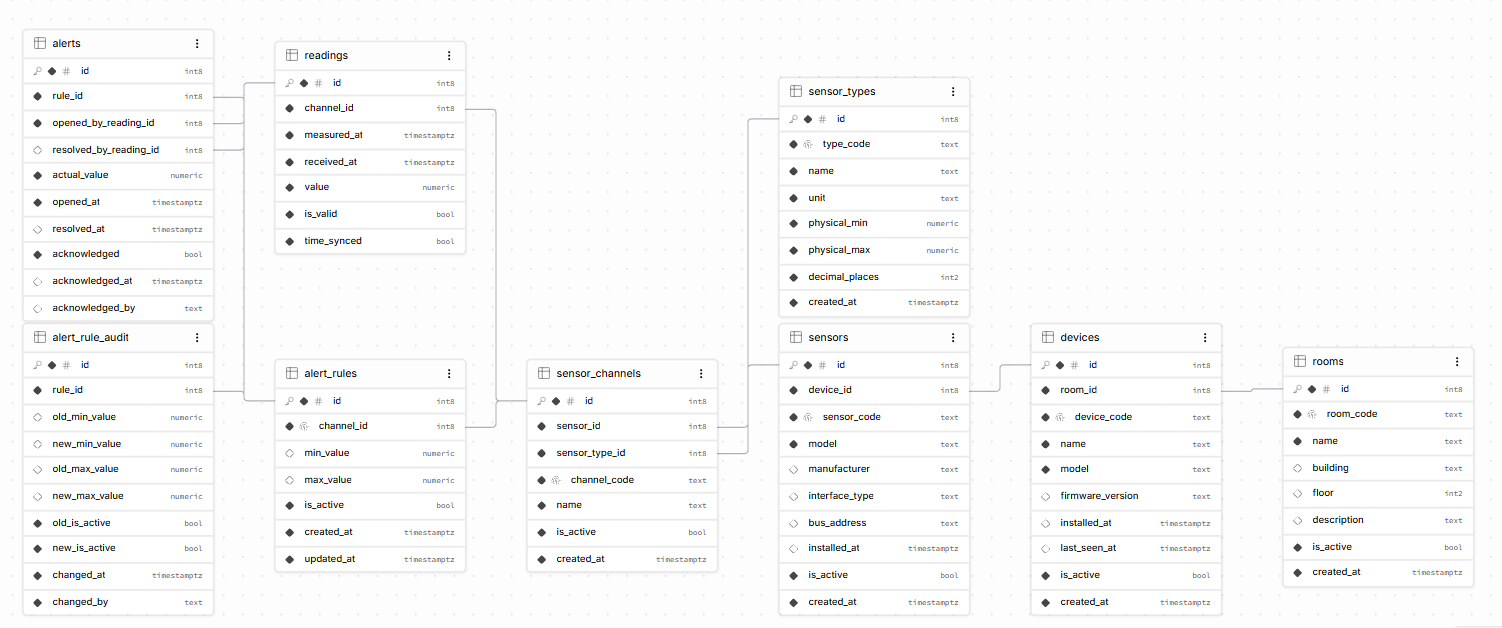 alerts
# id int8
rule_id int8
opened_by_reading_id int8
resolved_by_reading_id int8
actual_value numeric
opened_at timestamptz
resolved_at timestamptz
acknowledged bool
acknowledged_at timestamptz
acknowledged_by text
alert_rule_audit
# id int8
rule_id int8
old_min_value numeric
new_min_value numeric
old_max_value numeric
new_max_value numeric
old_is_active bool
new_is_active bool
changed_at timestamptz
changed_by text
readings
# id int8
channel_id int8
measured_at timestamptz
received_at timestamptz
value numeric
is_valid bool
time_synced bool
alert_rules
# id int8
channel_id int8
min_value numeric
max_value numeric
is_active bool
created_at timestamptz
updated_at timestamptz
sensor_channels
# id int8
sensor_id int8
sensor_type_id int8
channel_code text
name text
is_active bool
created_at timestamptz
sensor_types
# id int8
type_code text
name text
unit text
physical_min numeric
physical_max numeric
decimal_places int2
created_at timestamptz
sensors
# id int8
device_id int8
sensor_code text
model text
manufacturer text
interface_type text
bus_address text
installed_at timestamptz
is_active bool
created_at timestamptz
devices
# id int8
room_id int8
device_code text
name text
model text
firmware_version text
installed_at timestamptz
last_seen_at timestamptz
is_active bool
created_at timestamptz
rooms
# id int8
room_code text
name text
building text
floor int2
description text
is_active bool
created_at timestamptz